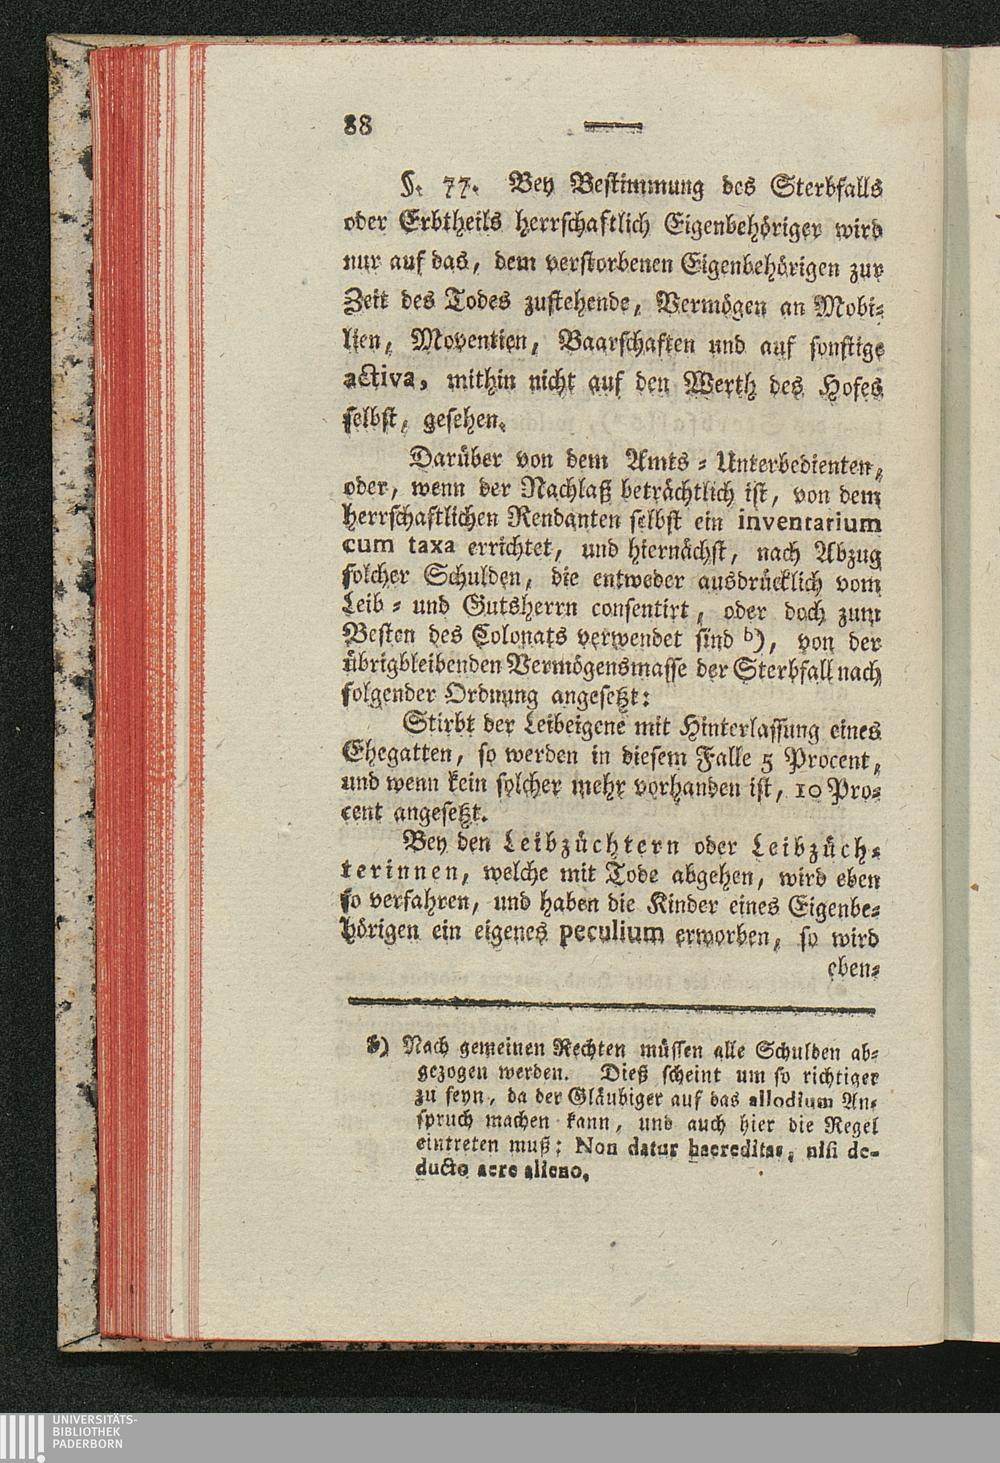 88
§. 77. Bey Bestimmung des Sterbfalls
oder Erbtheils herrschaftlich Eigenbehöriger wird
nur auf das, dem verstorbenen Eigenbehörigen zur
Zeit des Todes zustehende, Vermögen an Mobi-
lien, Moventien, Baarschaften und auf sonstige
activa, mithin nicht auf den Werth des Hofes
selbst, gesehen.
Darüber von dem Amts-Unterbedienten,
oder, wenn der Nachlaß beträchtlich ist, von dem
herrschaftlichen Rendanten selbst ein inventarium
cum taxa errichtet, und hiernächst, nach Abzug
solcher Schulden, die entweder ausdrücklich vom
Leib- und Gutsherrn consentirt, oder doch zum
Besten des Colonats verwendet sind b), von der
übrigbleibenden Vermögensmasse der Sterbfall nach
folgender Ordnung angesetzt:
Stirbt der Leibeigene mit Hinterlassung eines
Ehegatten, so werden in diesem Falle 5 Procent,
und wenn kein solcher mehr vorhanden ist, 10 Pro-
cent angesetzt.
Bey den Leibzüchtern oder Leibzüch-
terinnen, welche mit Tode abgehen, wird eben
so verfahren, und haben die Kinder eines Eigenbe-
hörigen ein eigenes peculium erworben, so wird
eben-
b) Nach gemeinen Rechten müssen alle Schulden ab-
gezogen werden. Dieß scheint um so richtiger
zu seyn, da der Gläubiger auf das allodium An-
spruch machen kann, und auch hier die Regel
eintreten muß: Non datur haereditas, nisi de-
ducto aere alieno.
UNIVERSITÄTS-
BIBLIOTHEK
PADERBORN